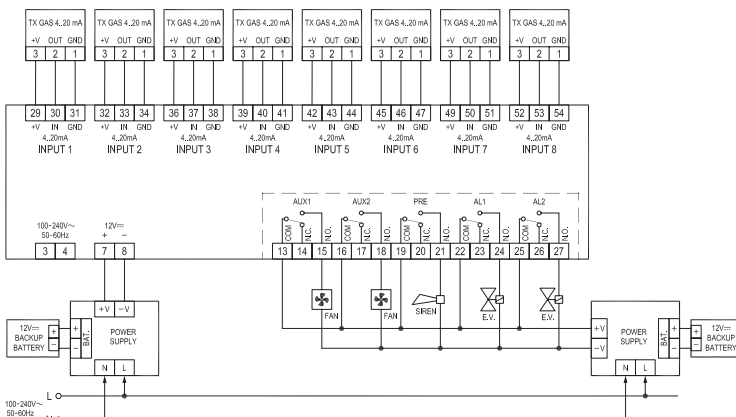 TX GAS 4..20 mA TX GAS 4..20 mA TX GAS 4..20 mA TX GAS 4..20 mA TX GAS 4..20 mA TX GAS 4..20 mA TX GAS 4..20 mA TX GAS 4..20 mA
+V OUT GND +V OUT GND +V OUT GND +V OUT GND +V OUT GND +V OUT GND +V OUT GND +V OUT GND
3 2 1 3 2 1 3 2 1 3 2 1 3 2 1 3 2 1 3 2 1 3 2 1
29 30 31 32 33 34 36 37 38 39 40 41 42 43 44 45 46 47 49 50 51 52 53 54
+V IN GND +V IN GND +V IN GND +V IN GND +V IN GND +V IN GND +V IN GND +V IN GND
4..20mA 4..20mA 4..20mA 4..20mA 4..20mA 4..20mA 4..20mA 4..20mA
INPUT 1 INPUT 2 INPUT 3 INPUT 4 INPUT 5 INPUT 6 INPUT 7 INPUT 8
AUX1 AUX2 PRE AL1 AL2
COM N.C. N.O. COM N.C. N.O. COM N.C. N.O. COM N.C. N.O. COM N.C. N.O.
100-240V~ 12V⎓
50-60Hz + −
3 4 7 8 13 14 15 16 17 18 19 20 21 22 23 24 25 26 27
FAN FAN SIREN E.V. E.V.
+V −V
12V⎓
BACKUP
BATTERY
+ −
+ −
BAT.
POWER
SUPPLY
N L
+V
−V
POWER
SUPPLY
BAT.
+ −
+ −
12V⎓
BACKUP
BATTERY
N L
L
100-240V~
50-60Hz